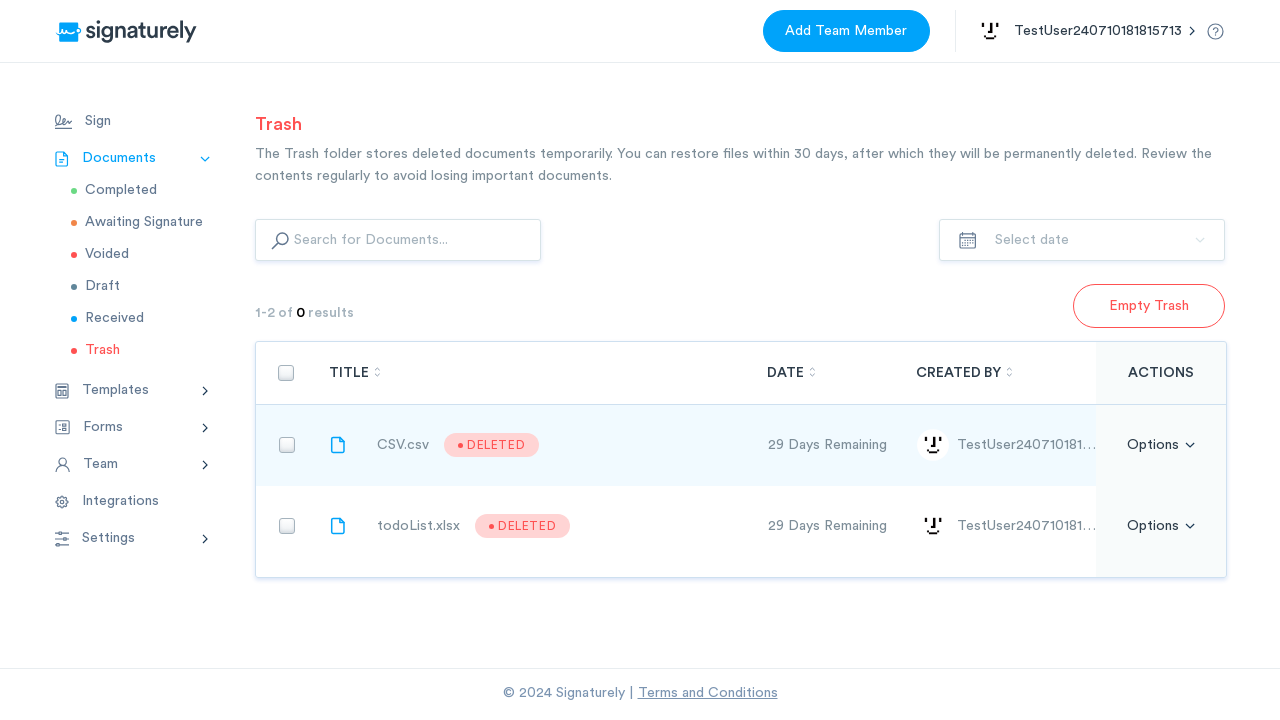 signaturely
Add Team Member
TestUser240710181815713
Sign
Documents
Completed
Awaiting Signature
Voided
Draft
Received
Trash
Templates
Forms
Team
Integrations
Settings
Trash
The Trash folder stores deleted documents temporarily. You can restore files within 30 days, after which they will be permanently deleted. Review the
contents regularly to avoid losing important documents.
Search for Documents...
Select date
1-2 of 0 results
Empty Trash
TITLE DATE CREATED BY ACTIONS
CSV.csv DELETED 29 Days Remaining TestUser240710181... Options
todoList.xlsx DELETED 29 Days Remaining TestUser240710181... Options
© 2024 Signaturely | Terms and Conditions